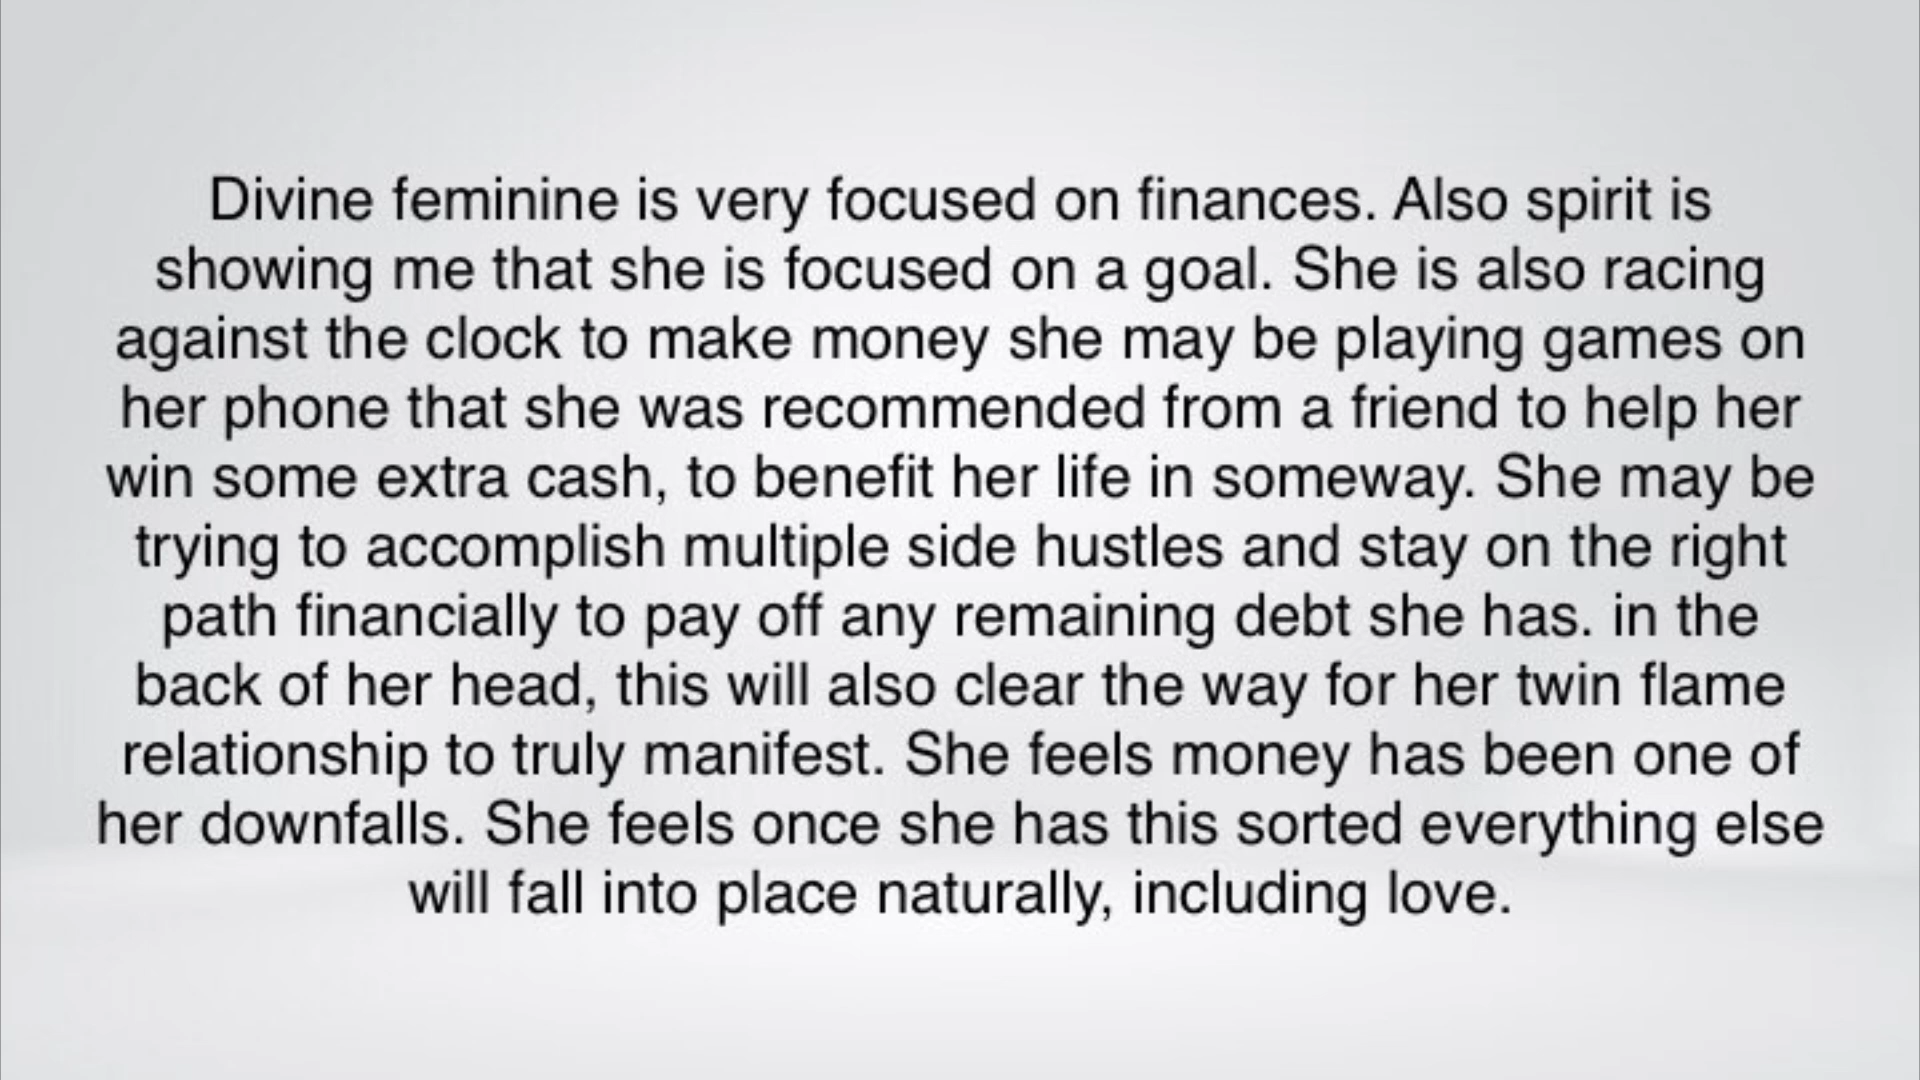 Divine feminine is very focused on finances. Also spirit is
showing me that she is focused on a goal. She is also racing
against the clock to make money she may be playing games on
her phone that she was recommended from a friend to help her
win some extra cash, to benefit her life in someway. She may be
trying to accomplish multiple side hustles and stay on the right
path financially to pay off any remaining debt she has. in the
back of her head, this will also clear the way for her twin flame
relationship to truly manifest. She feels money has been one of
her downfalls. She feels once she has this sorted everything else
will fall into place naturally, including love.